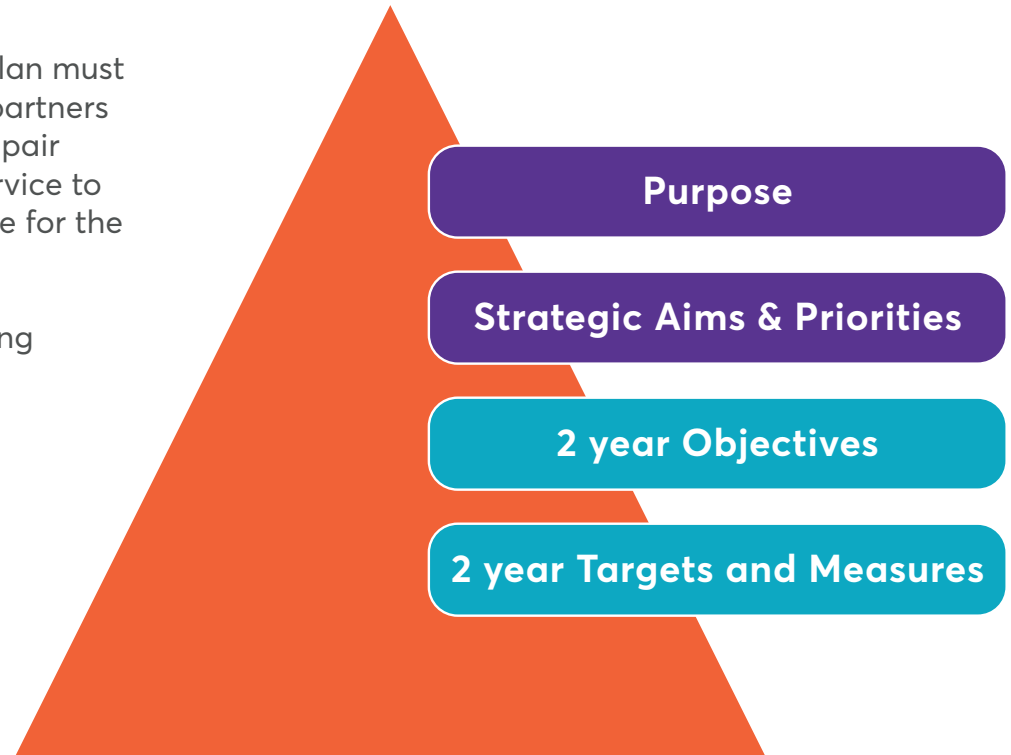 lan must
partners
pair
rvice to
e for the
ng
Purpose
Strategic Aims & Priorities
2 year Objectives
2 year Targets and Measures